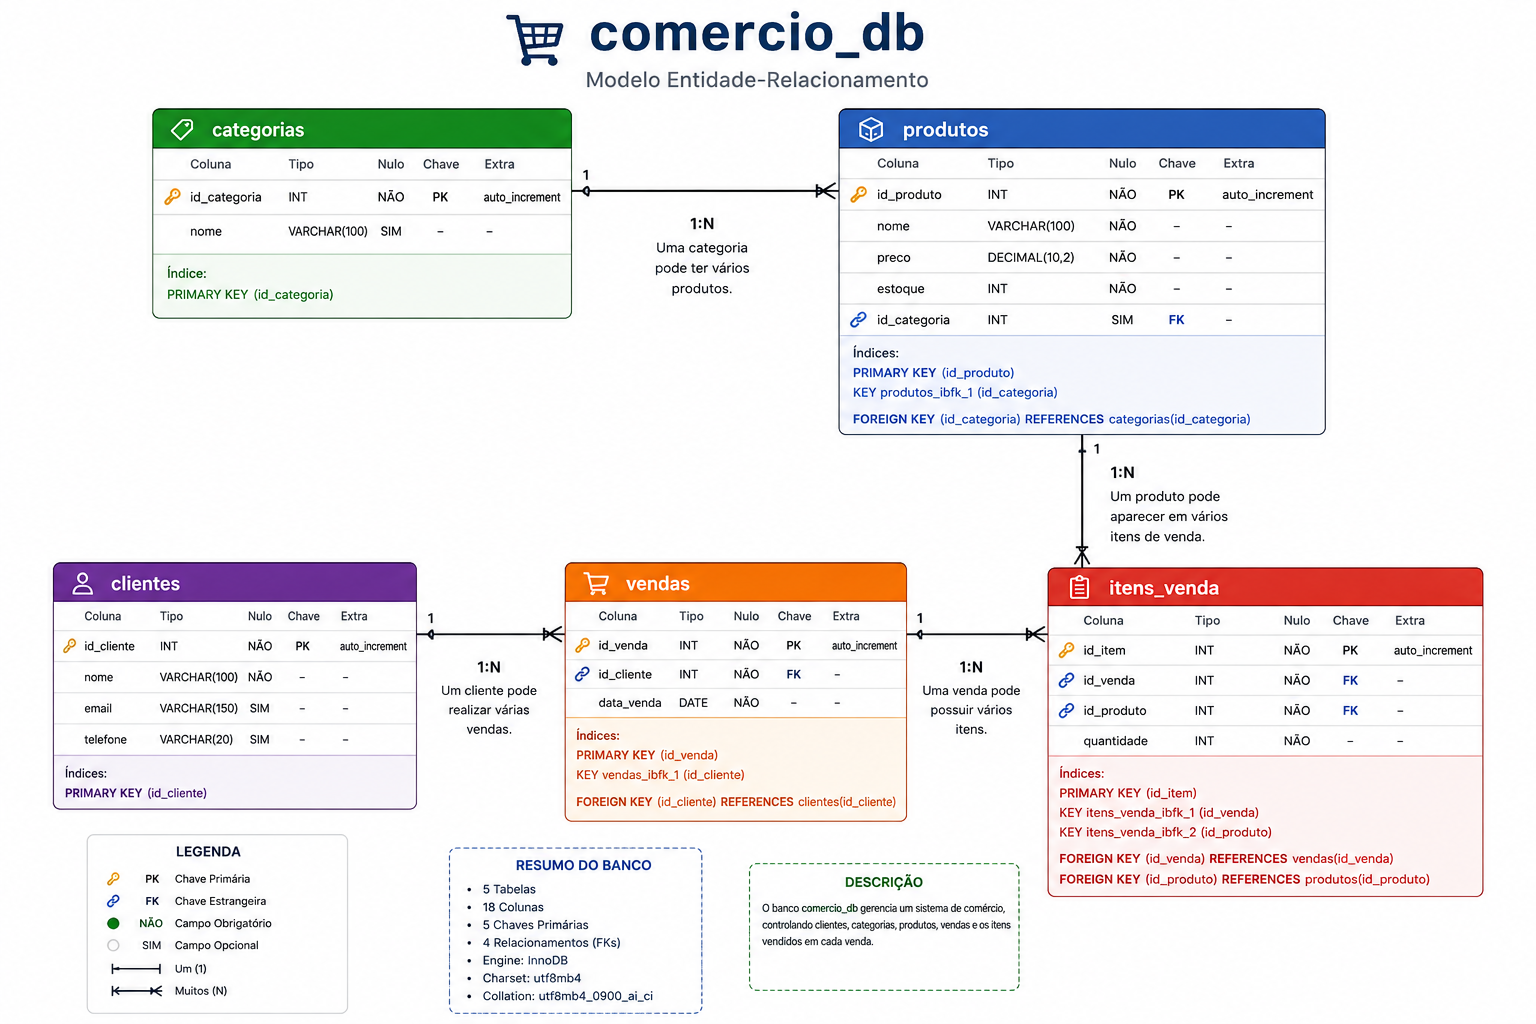 comercio_db
Modelo Entidade-Relacionamento
categorias
Coluna Tipo Nulo Chave Extra
id_categoria INT NÃO PK auto_increment
nome VARCHAR(100) SIM – –
Índice:
PRIMARY KEY (id_categoria)
1
1:N
Uma categoria
pode ter vários
produtos.
produtos
Coluna Tipo Nulo Chave Extra
id_produto INT NÃO PK auto_increment
nome VARCHAR(100) NÃO – –
preco DECIMAL(10,2) NÃO – –
estoque INT NÃO – –
id_categoria INT SIM FK –
Índices:
PRIMARY KEY (id_produto)
KEY produtos_ibfk_1 (id_categoria)
FOREIGN KEY (id_categoria) REFERENCES categorias(id_categoria)
1
1:N
Um produto pode
aparecer em vários
itens de venda.
clientes
Coluna Tipo Nulo Chave Extra
id_cliente INT NÃO PK auto_increment
nome VARCHAR(100) NÃO – –
email VARCHAR(150) SIM – –
telefone VARCHAR(20) SIM – –
Índices:
PRIMARY KEY (id_cliente)
1
1:N
Um cliente pode
realizar várias
vendas.
vendas
Coluna Tipo Nulo Chave Extra
id_venda INT NÃO PK auto_increment
id_cliente INT NÃO FK –
data_venda DATE NÃO – –
Índices:
PRIMARY KEY (id_venda)
KEY vendas_ibfk_1 (id_cliente)
FOREIGN KEY (id_cliente) REFERENCES clientes(id_cliente)
1
1:N
Uma venda pode
possuir vários
itens.
itens_venda
Coluna Tipo Nulo Chave Extra
id_item INT NÃO PK auto_increment
id_venda INT NÃO FK –
id_produto INT NÃO FK –
quantidade INT NÃO – –
Índices:
PRIMARY KEY (id_item)
KEY itens_venda_ibfk_1 (id_venda)
KEY itens_venda_ibfk_2 (id_produto)
FOREIGN KEY (id_venda) REFERENCES vendas(id_venda)
FOREIGN KEY (id_produto) REFERENCES produtos(id_produto)
LEGENDA
PK Chave Primária
FK Chave Estrangeira
NÃO Campo Obrigatório
SIM Campo Opcional
Um (1)
Muitos (N)
RESUMO DO BANCO
• 5 Tabelas
• 18 Colunas
• 5 Chaves Primárias
• 4 Relacionamentos (FKs)
• Engine: InnoDB
• Charset: utf8mb4
• Collation: utf8mb4_0900_ai_ci
DESCRIÇÃO
O banco comercio_db gerencia um sistema de comércio,
controlando clientes, categorias, produtos, vendas e os itens
vendidos em cada venda.